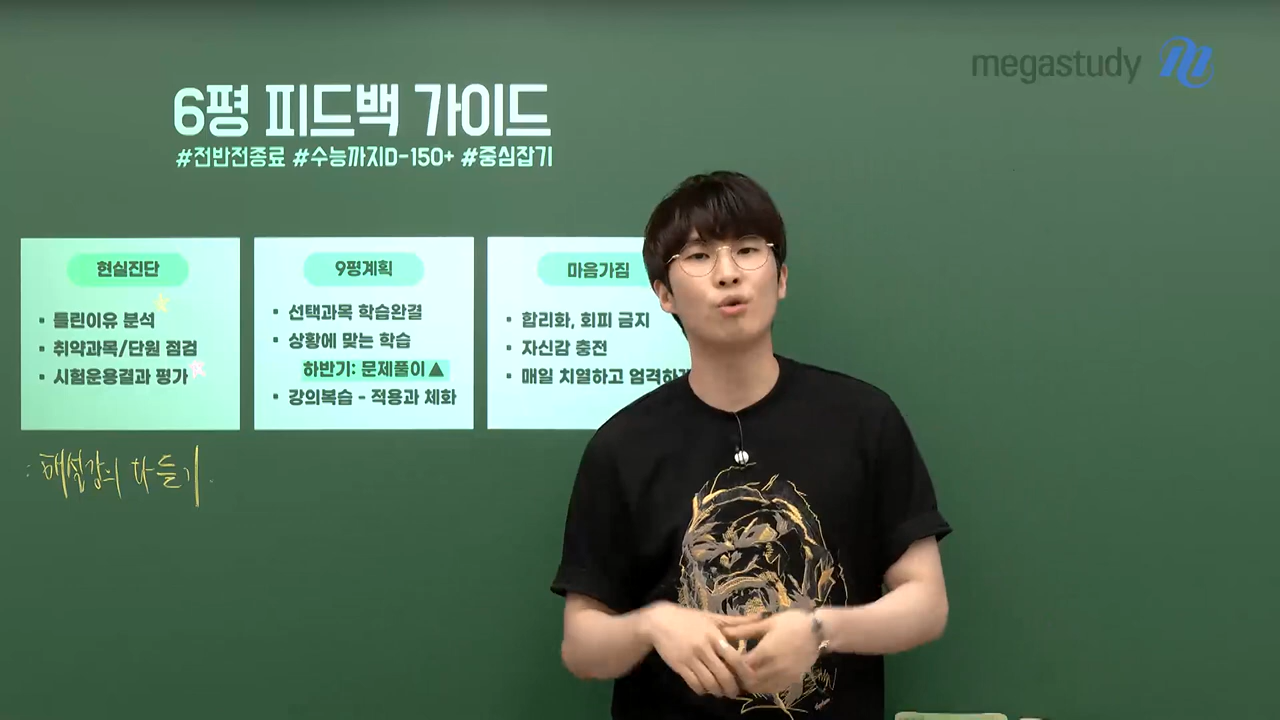 megastudy
6평 피드백 가이드
#전반전종료 #수능까지D-150+ #중심잡기
현실진단
• 틀린이유 분석
• 취약과목/단원 점검
• 시험운용결과 평가
9평계획
• 선택과목 학습완결
• 상황에 맞는 학습
하반기: 문제풀이▲
• 강의복습 - 적용과 체화
마음가짐
• 합리화, 회피 금지
• 자신감 충전
• 매일 치열하고 엄격하게
: 해설강의 다 듣기.